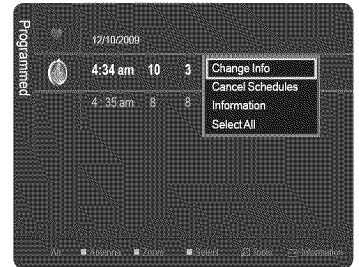 Programmed
12/10/2009
4:34 am 10 3
4 : 35 am 8 8
Change Info
Cancel Schedules
Information
Select All
Air Antenna Zoom Select Tools Information